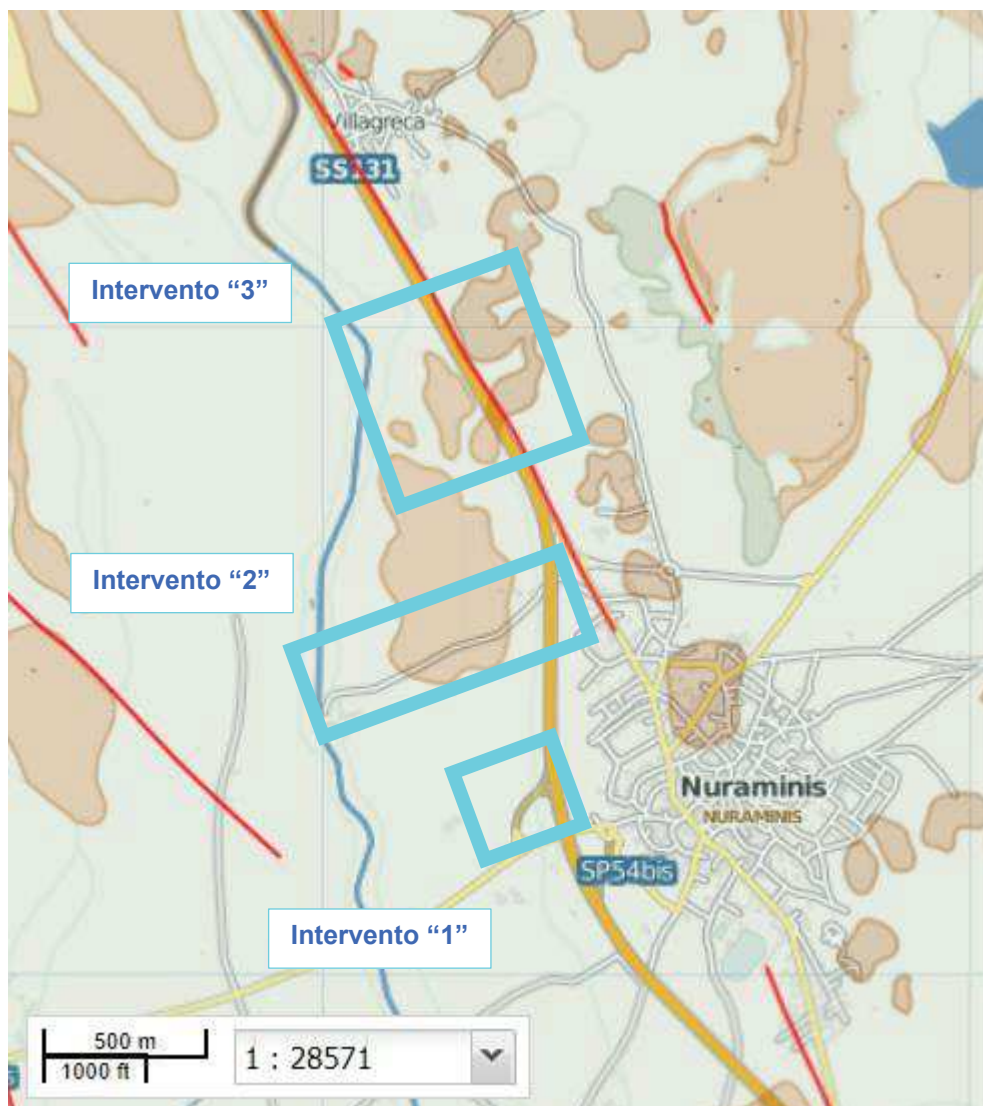 Villagreca
SS131
Intervento “3”
Intervento “2”
Nuraminis
NURAMINIS
SP54bis
Intervento “1”
500 m
1000 ft
1 : 28571